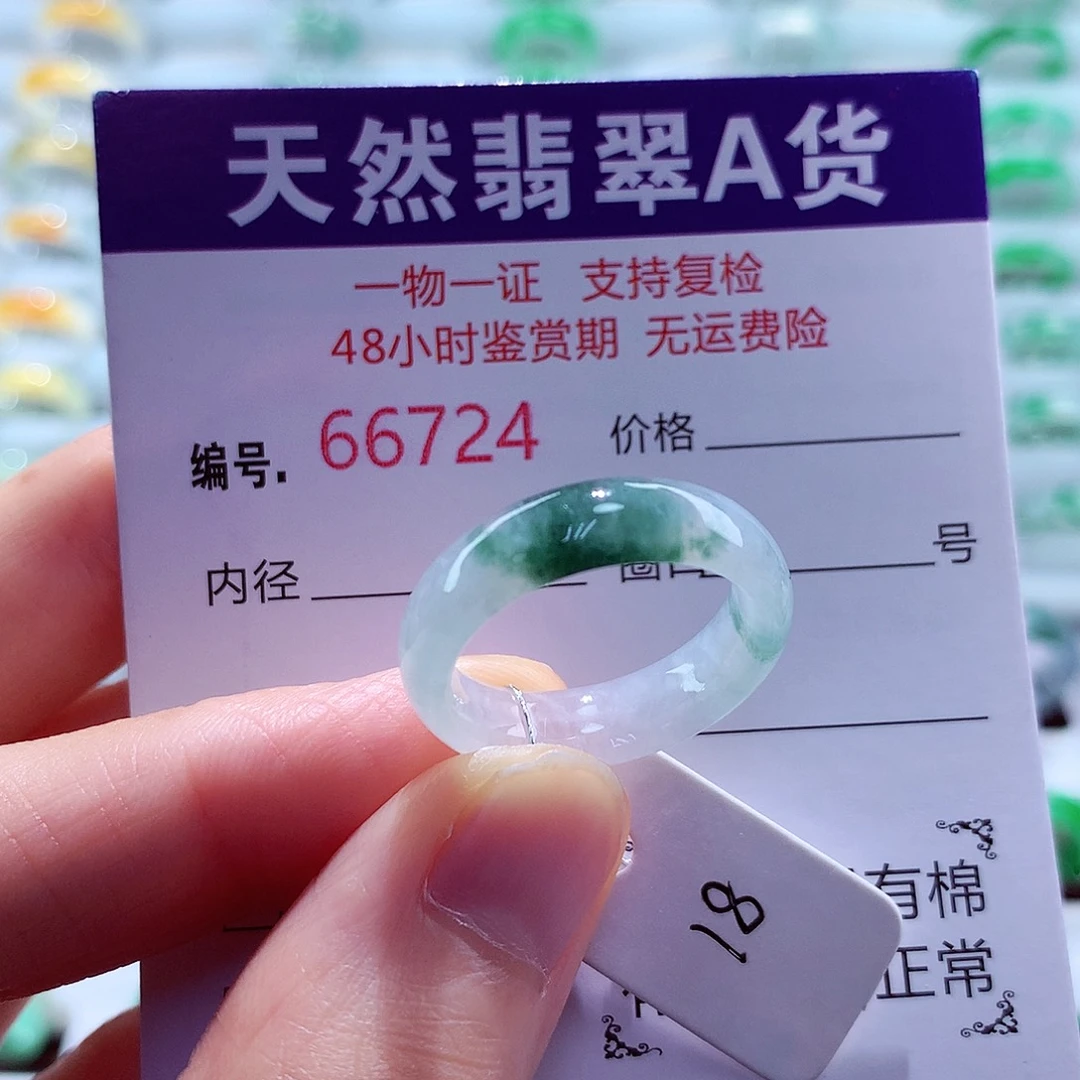 天然翡翠A货
一物一证 支持复检
48小时鉴赏期 无运费险
编号. 66724 价格
内径 圈口 号
18
有棉
正常